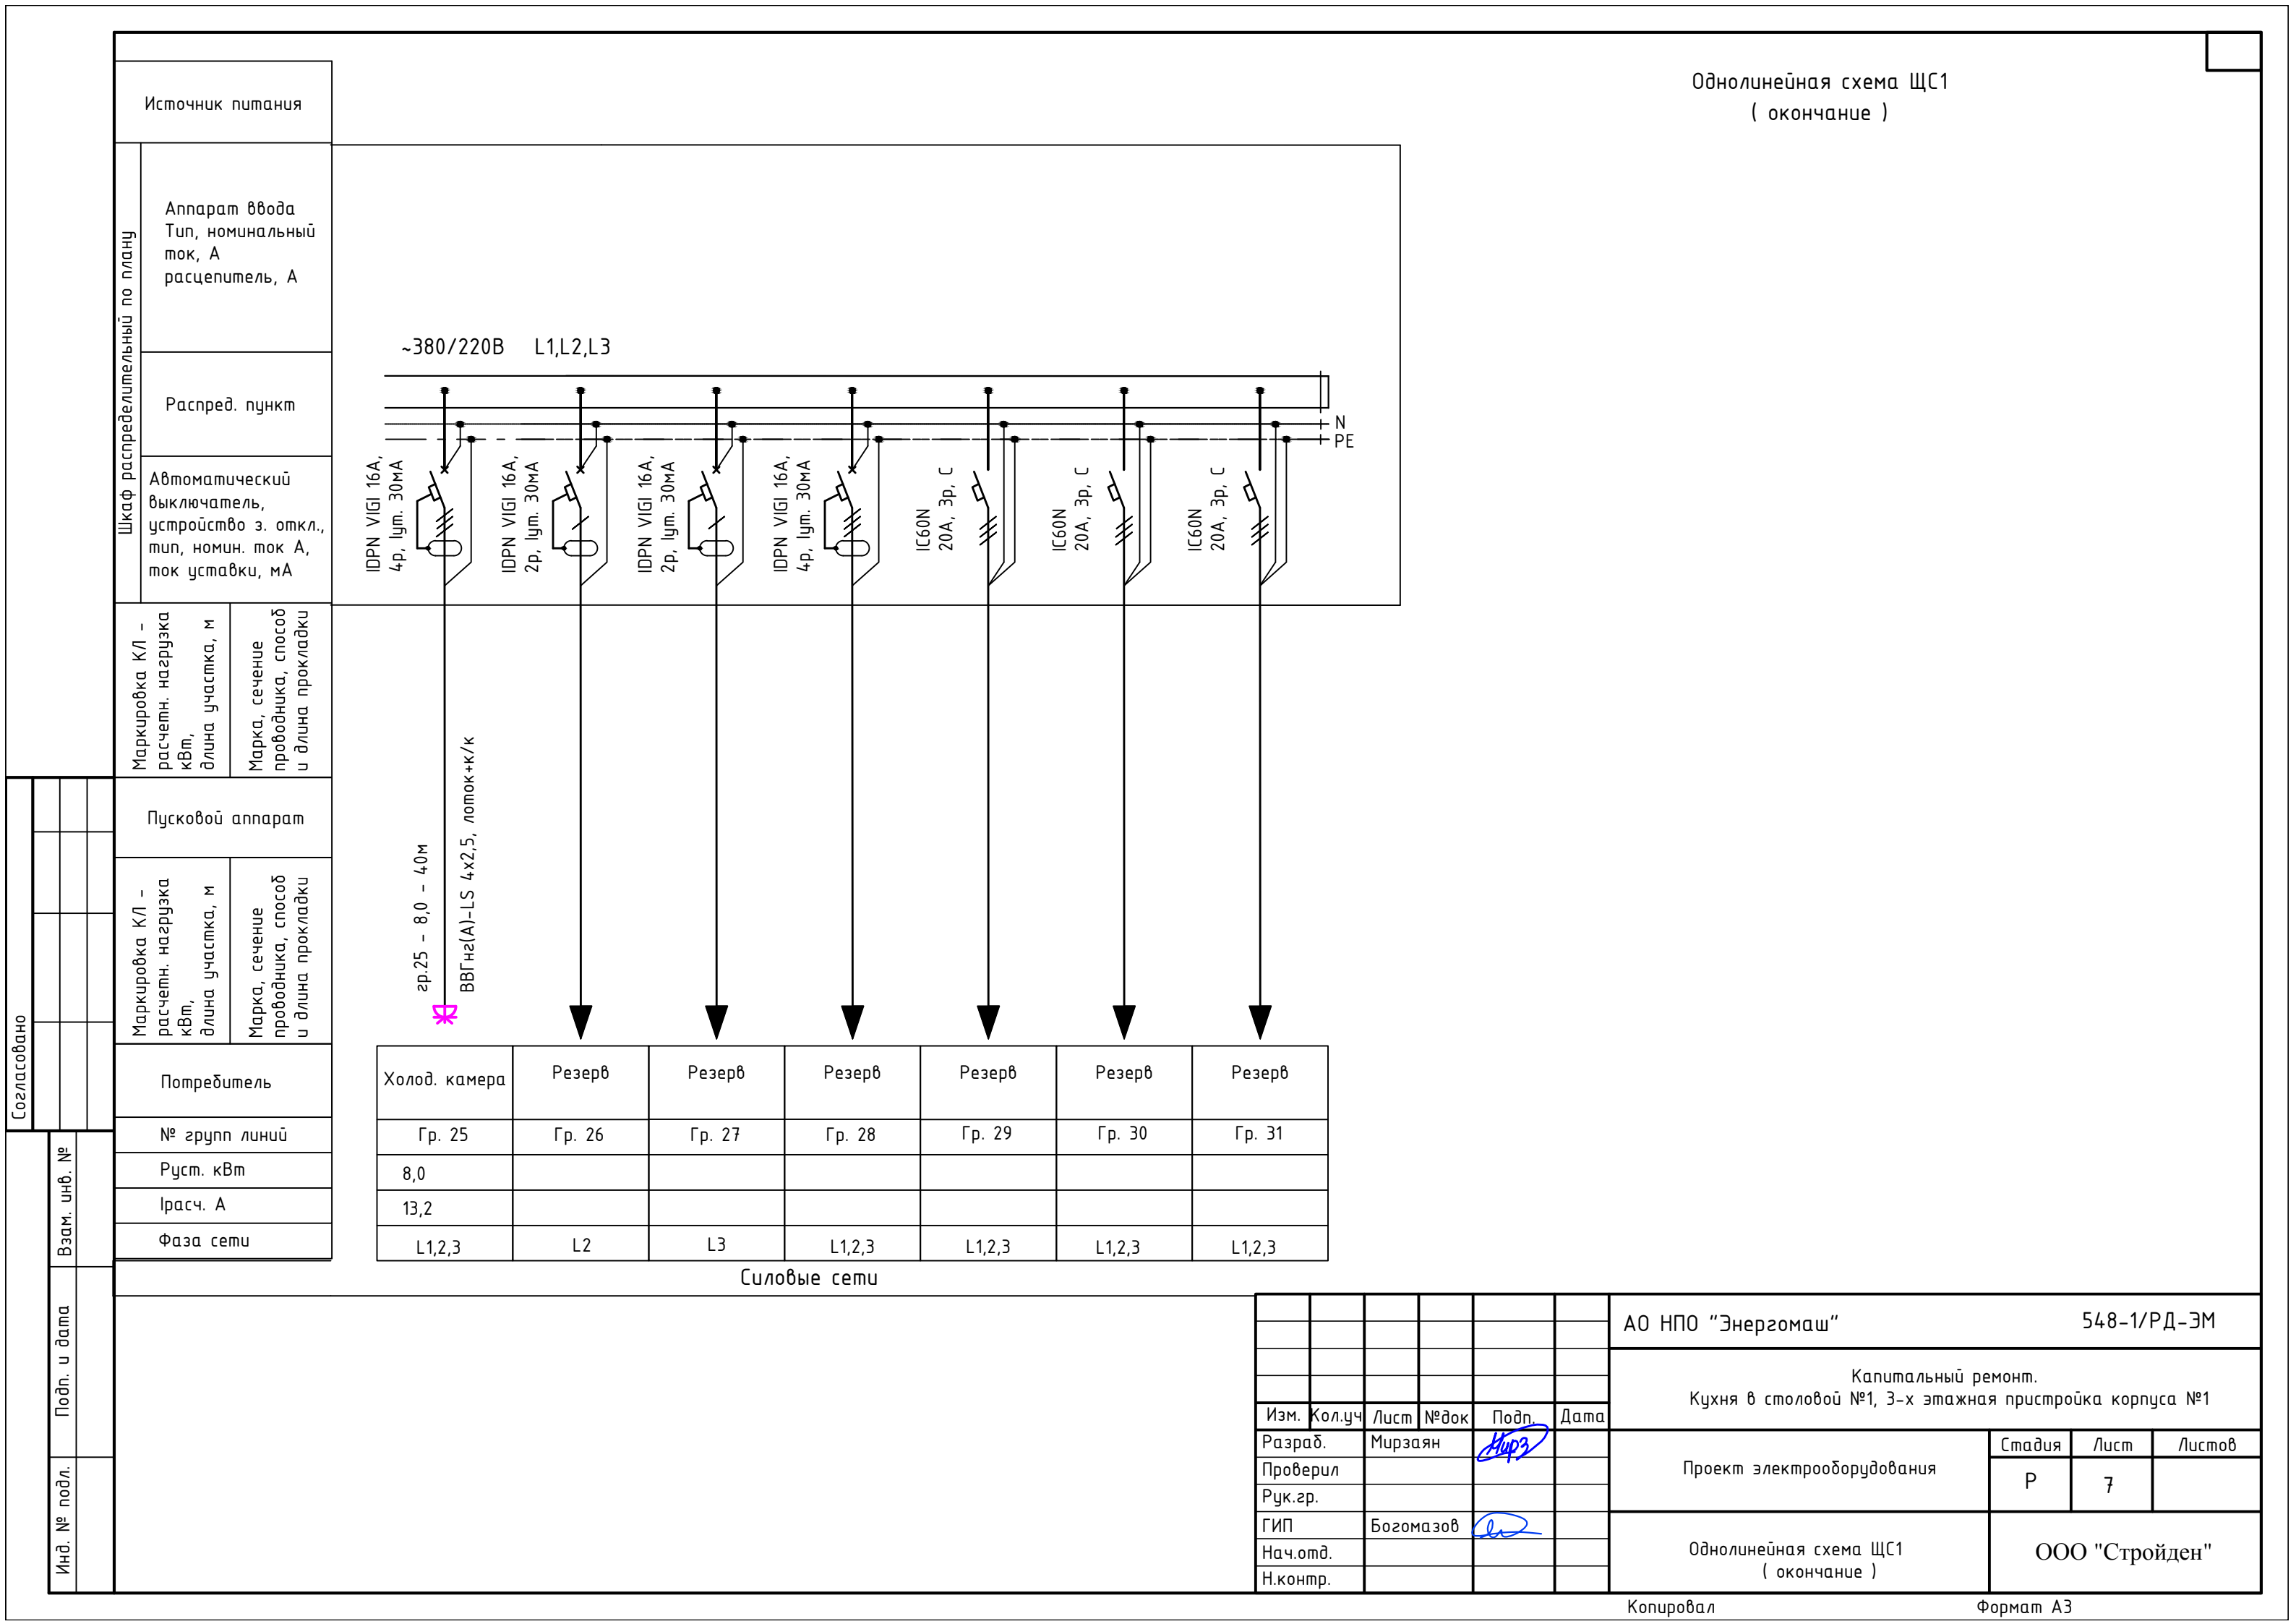 Однолинейная схема ЩС1
( окончание )
Источник питания
Шкаф распределительный по плану
Аппарат ввода
Тип, номинальный
ток, А
расцепитель, А
~380/220В L1,L2,L3
Распред. пункт
N
PE
Автоматический
выключатель,
устройство з. откл.,
тип, номин. ток А,
ток уставки, мА
IDPN VIGI 16А,
4р, Iут. 30мА
IDPN VIGI 16А,
2р, Iут. 30мА
IDPN VIGI 16А,
2р, Iут. 30мА
IDPN VIGI 16А,
4р, Iут. 30мА
IC60N
20А, 3р, С
IC60N
20А, 3р, С
IC60N
20А, 3р, С
Маркировка КЛ -
расчетн. нагрузка
кВт,
длина участка, м
Марка, сечение
проводника, способ
и длина прокладки
Пусковой аппарат
Маркировка КЛ -
расчетн. нагрузка
кВт,
длина участка, м
Марка, сечение
проводника, способ
и длина прокладки
гр.25 - 8,0 - 40м
ВВГнг(А)-LS 4х2,5, лоток+к/к
Потребитель
Холод. камера Резерв Резерв Резерв Резерв Резерв Резерв
№ групп линий Гр. 25 Гр. 26 Гр. 27 Гр. 28 Гр. 29 Гр. 30 Гр. 31
Руст. кВт 8,0
Iрасч. А 13,2
Фаза сети L1,2,3 L2 L3 L1,2,3 L1,2,3 L1,2,3 L1,2,3
Силовые сети
Согласовано
Взам. инв. №
Подп. и дата
Инд. № подл.
АО НПО "Энергомаш" 548-1/РД-ЭМ
Капитальный ремонт.
Кухня в столовой №1, 3-х этажная пристройка корпуса №1
Изм. Кол.уч Лист №док Подп. Дата
Разраб. Мирзаян Мирз
Проверил
Рук.гр.
ГИП Богомазов
Нач.отд.
Н.контр.
Проект электрооборудования
Стадия Лист Листов
Р 7
Однолинейная схема ЩС1
( окончание )
ООО "Стройден"
Копировал Формат А3